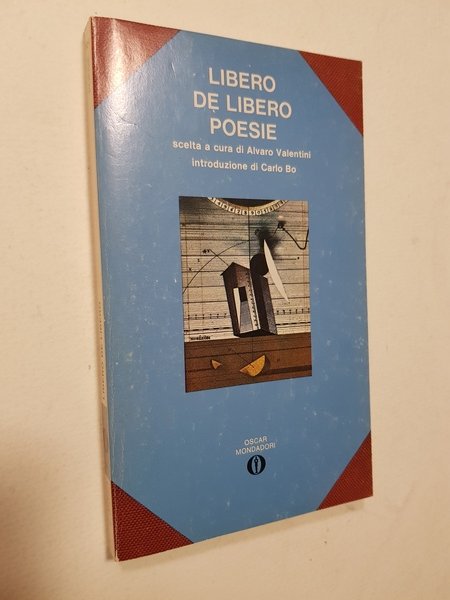 LIBERO
DE LIBERO
POESIE
scelta a cura di Alvaro Valentini
introduzione di Carlo Bo
OSCAR
MONDADORI